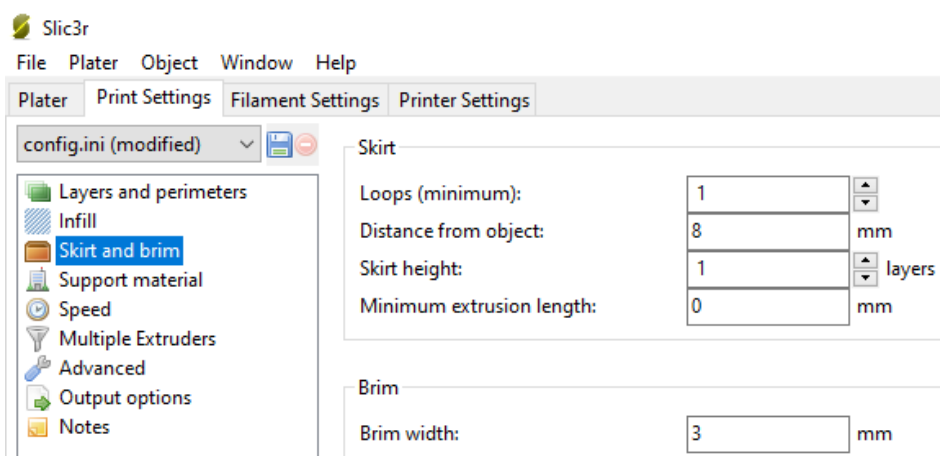 Slic3r
File Plater Object Window Help
Plater Print Settings Filament Settings Printer Settings
config.ini (modified)
Layers and perimeters
Infill
Skirt and brim
Support material
Speed
Multiple Extruders
Advanced
Output options
Notes
Skirt
Loops (minimum): 1
Distance from object: 8 mm
Skirt height: 1 layers
Minimum extrusion length: 0 mm
Brim
Brim width: 3 mm